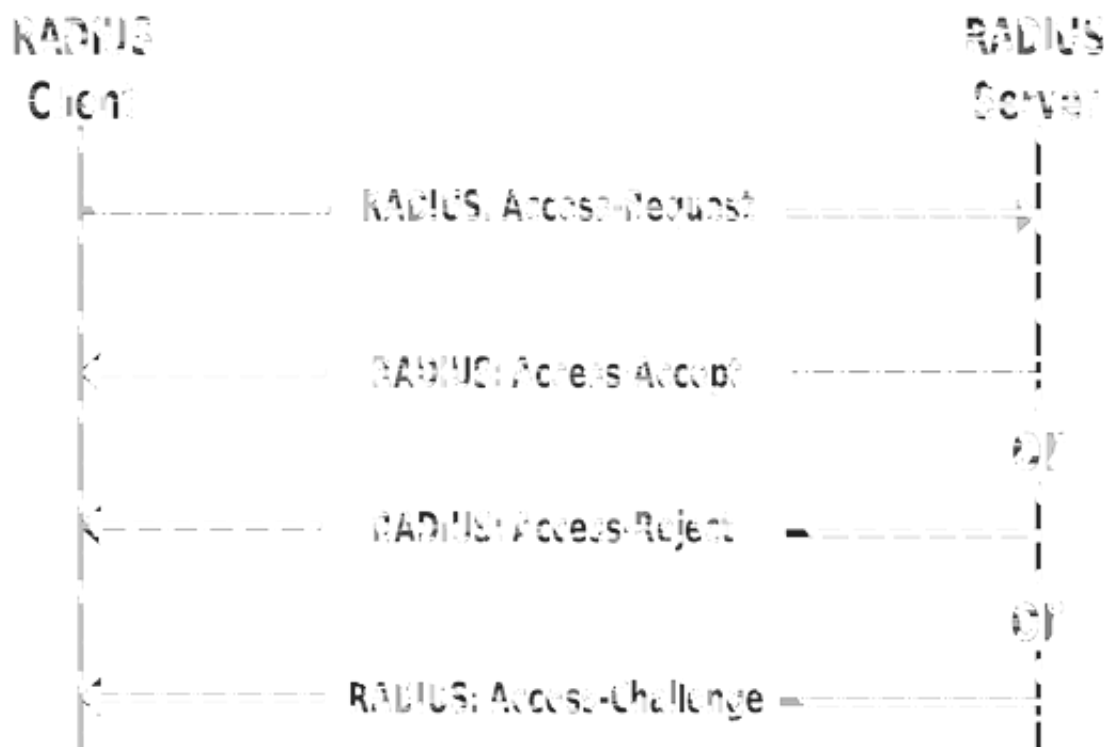 RADIUS
Client
RADIUS
Server
RADIUS: Access-Request
RADIUS: Access-Accept
or
RADIUS: Access-Reject
or
RADIUS: Access-Challenge